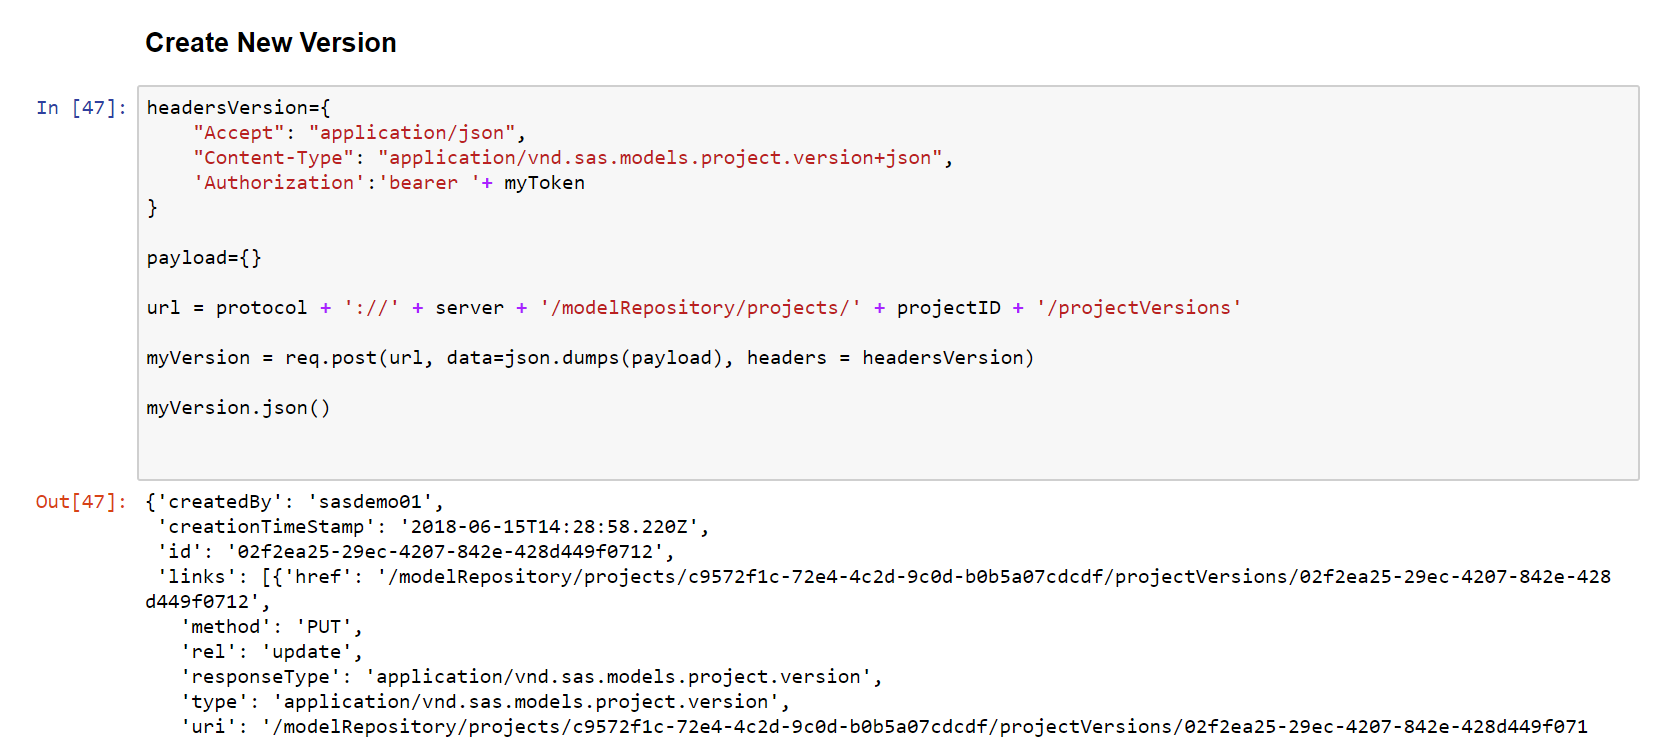 Create New Version
In [47]:
headersVersion={
    "Accept": "application/json",
    "Content-Type": "application/vnd.sas.models.project.version+json",
    'Authorization':'bearer '+ myToken
}
payload={}
url = protocol + '://' + server + '/modelRepository/projects/' + projectID + '/projectVersions'
myVersion = req.post(url, data=json.dumps(payload), headers = headersVersion)
myVersion.json()
Out[47]:
{'createdBy': 'sasdemo01',
 'creationTimeStamp': '2018-06-15T14:28:58.220Z',
 'id': '02f2ea25-29ec-4207-842e-428d449f0712',
 'links': [{'href': '/modelRepository/projects/c9572f1c-72e4-4c2d-9c0d-b0b5a07cdcdf/projectVersions/02f2ea25-29ec-4207-842e-428
d449f0712',
   'method': 'PUT',
   'rel': 'update',
   'responseType': 'application/vnd.sas.models.project.version',
   'type': 'application/vnd.sas.models.project.version',
   'uri': '/modelRepository/projects/c9572f1c-72e4-4c2d-9c0d-b0b5a07cdcdf/projectVersions/02f2ea25-29ec-4207-842e-428d449f071